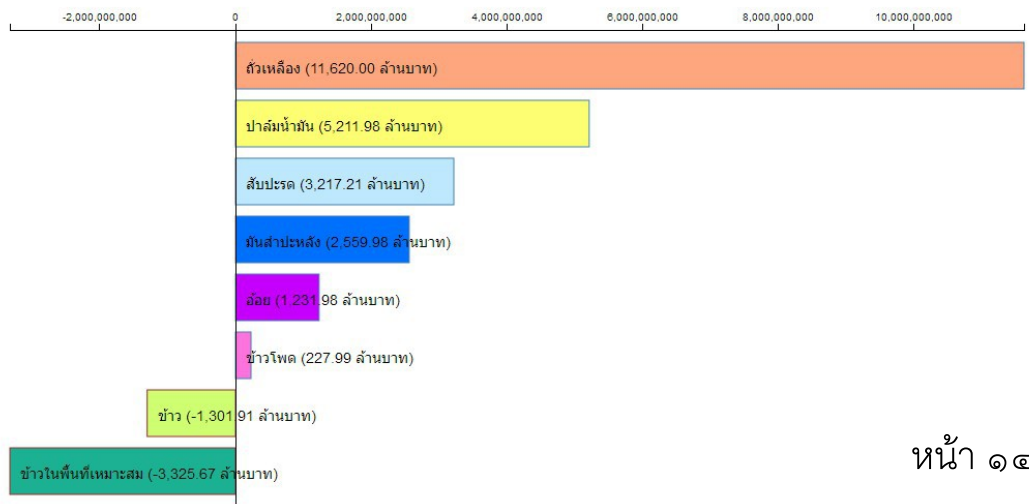 -2,000,000,000 0 2,000,000,000 4,000,000,000 6,000,000,000 8,000,000,000 10,000,000,000
ถั่วเหลือง (11,620.00 ล้านบาท)
ปาล์มน้ำมัน (5,211.98 ล้านบาท)
สับปะรด (3,217.21 ล้านบาท)
มันสำปะหลัง (2,559.98 ล้านบาท)
อ้อย (1,231.98 ล้านบาท)
ข้าวโพด (227.99 ล้านบาท)
ข้าว (-1,301.91 ล้านบาท)
ข้าวในพื้นที่เหมาะสม (-3,325.67 ล้านบาท)
หน้า ๑๔